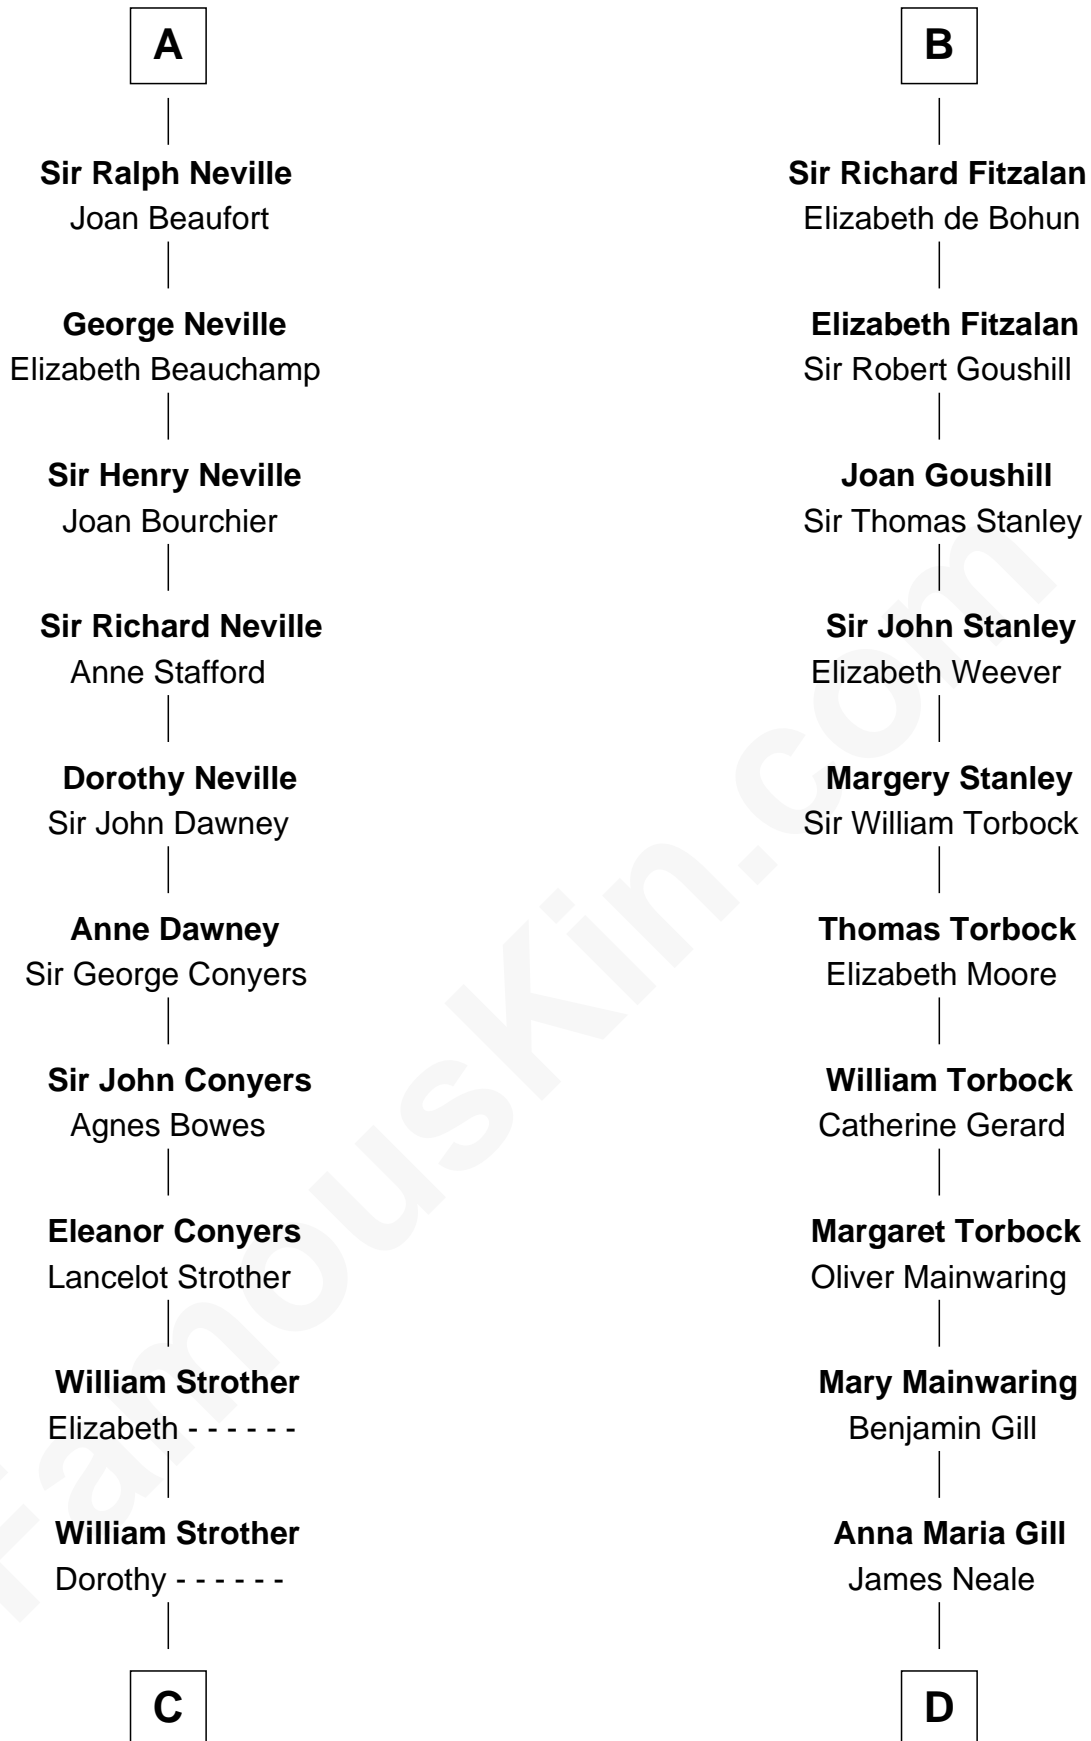 A
Sir Ralph Neville
Joan Beaufort
George Neville
Elizabeth Beauchamp
Sir Henry Neville
Joan Bourchier
Sir Richard Neville
Anne Stafford
Dorothy Neville
Sir John Dawney
Anne Dawney
Sir George Conyers
Sir John Conyers
Agnes Bowes
Eleanor Conyers
Lancelot Strother
William Strother
Elizabeth - - - - - -
William Strother
Dorothy - - - - - -
C
B
Sir Richard Fitzalan
Elizabeth de Bohun
Elizabeth Fitzalan
Sir Robert Goushill
Joan Goushill
Sir Thomas Stanley
Sir John Stanley
Elizabeth Weever
Margery Stanley
Sir William Torbock
Thomas Torbock
Elizabeth Moore
William Torbock
Catherine Gerard
Margaret Torbock
Oliver Mainwaring
Mary Mainwaring
Benjamin Gill
Anna Maria Gill
James Neale
D
FamousKin.com